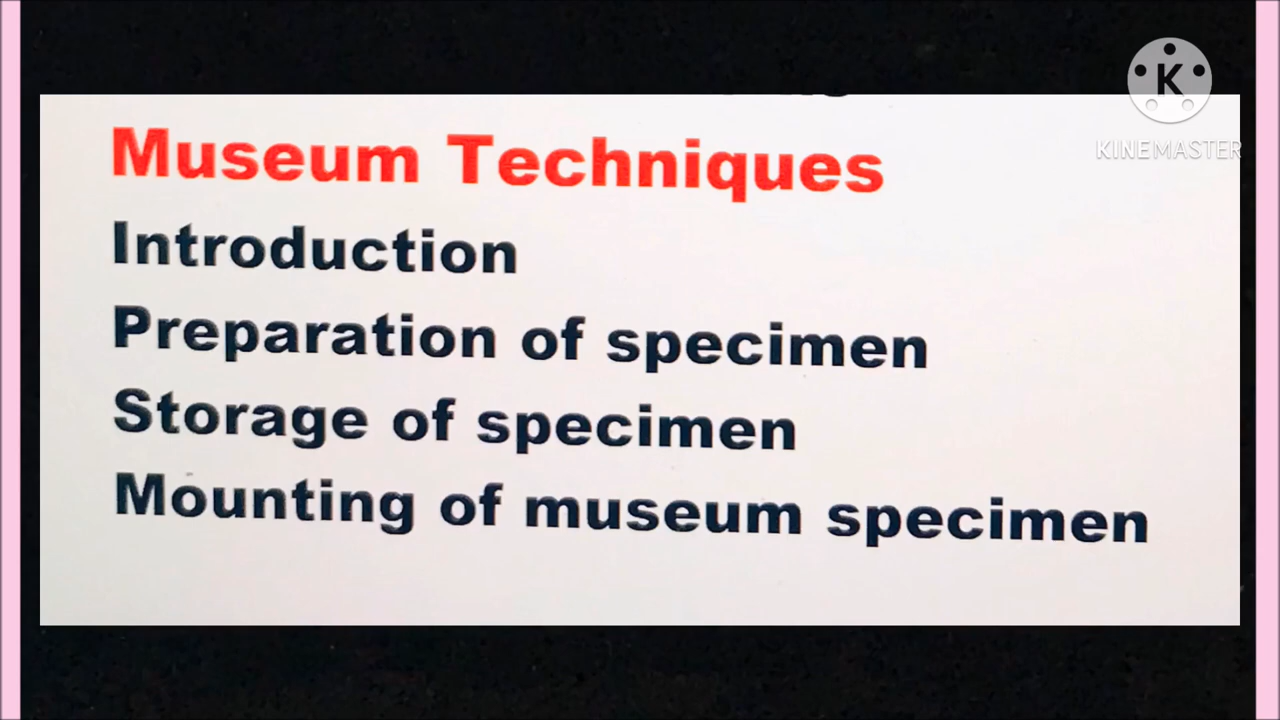 K
KINEMASTER
Museum Techniques
Introduction
Preparation of specimen
Storage of specimen
Mounting of museum specimen